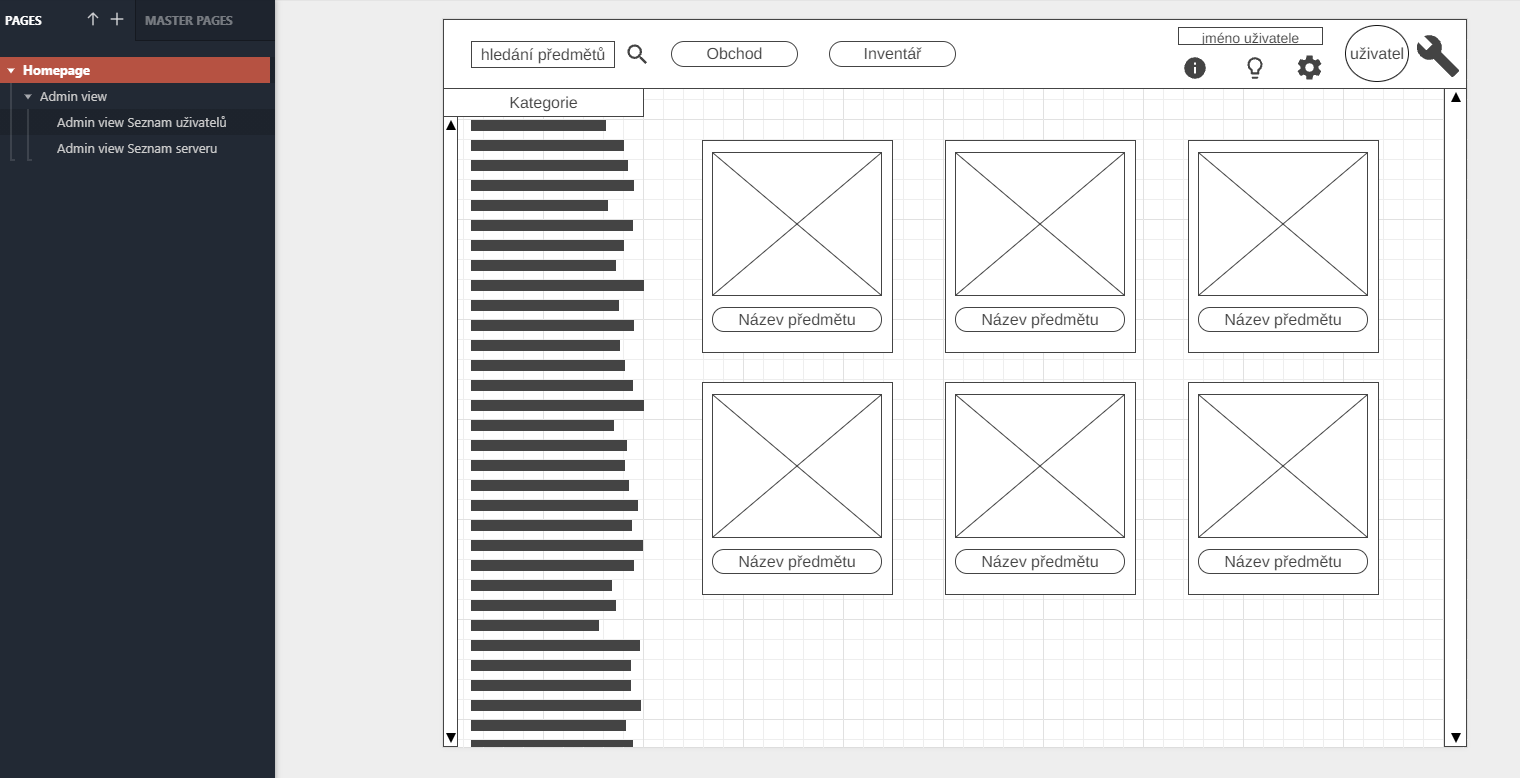 PAGES
MASTER PAGES
Homepage
Admin view
Admin view Seznam uživatelů
Admin view Seznam serveru
hledání předmětů
Obchod
Inventář
jméno uživatele
uživatel
Kategorie
Název předmětu
Název předmětu
Název předmětu
Název předmětu
Název předmětu
Název předmětu